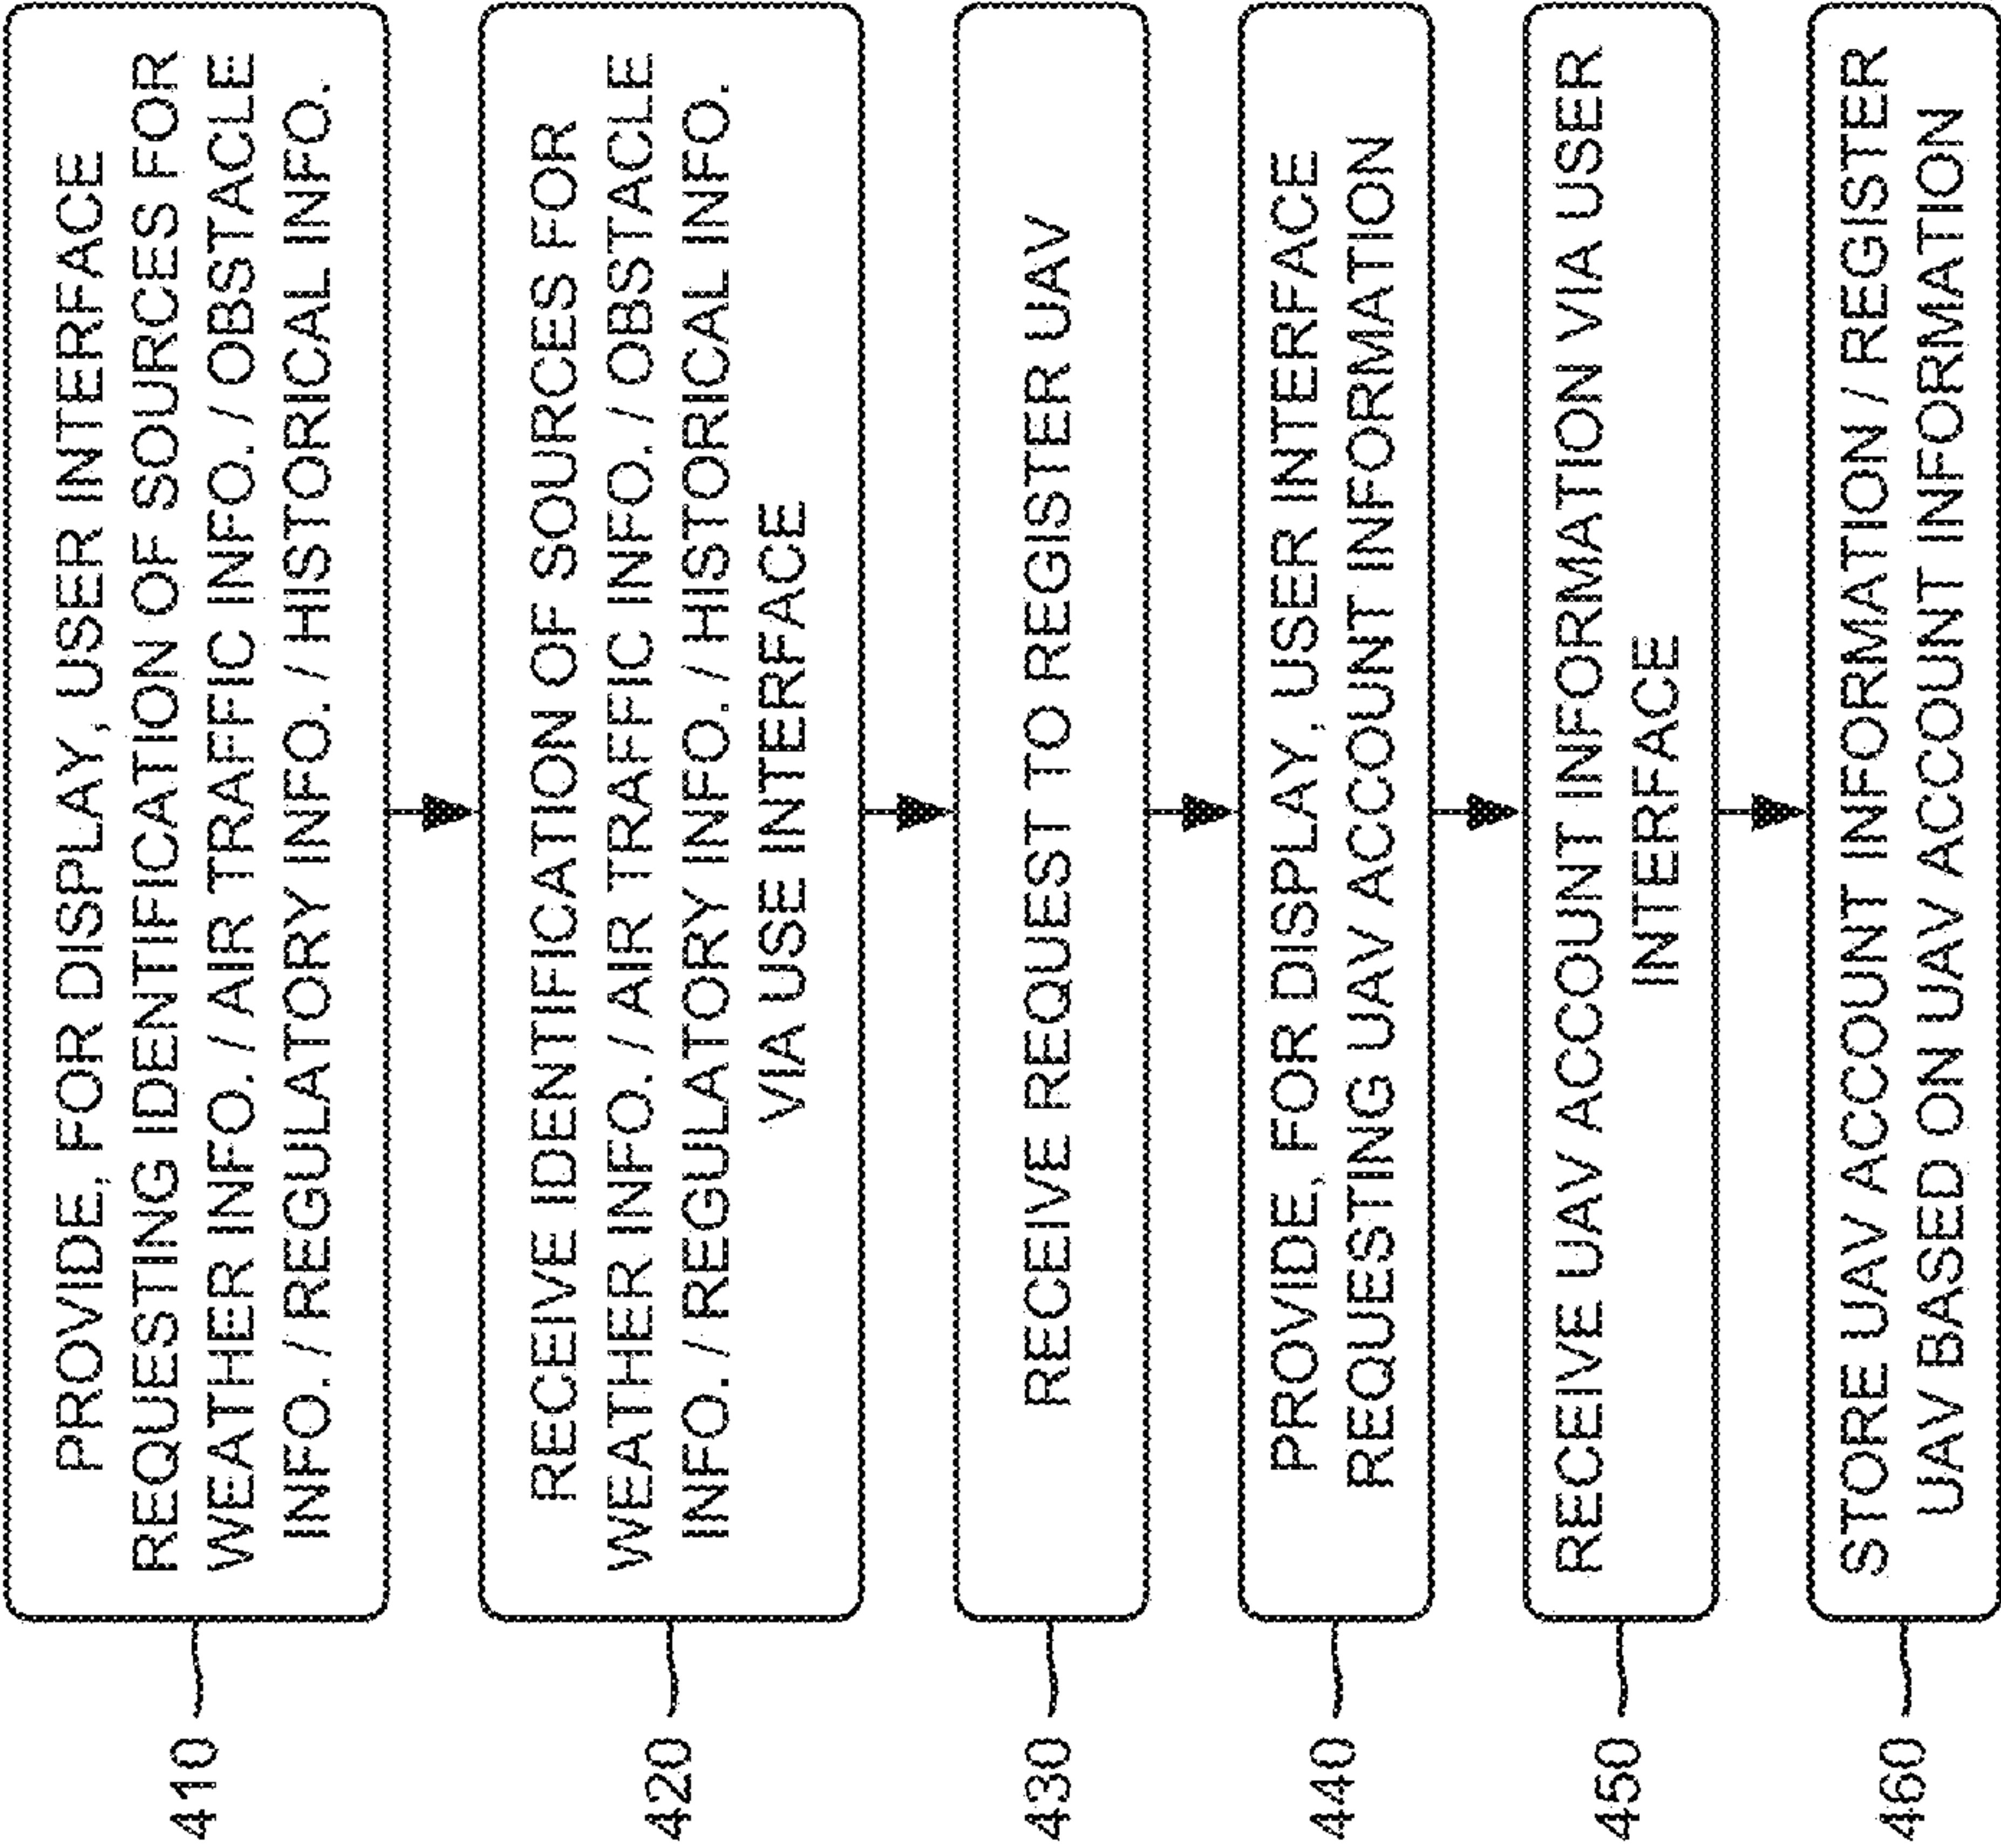 410
PROVIDE, FOR DISPLAY, USER INTERFACE
REQUESTING IDENTIFICATION OF SOURCES FOR
WEATHER INFO. / AIR TRAFFIC INFO. / OBSTACLE
INFO. / REGULATORY INFO. / HISTORICAL INFO.
420
RECEIVE IDENTIFICATION OF SOURCES FOR
WEATHER INFO. / AIR TRAFFIC INFO. / OBSTACLE
INFO. / REGULATORY INFO. / HISTORICAL INFO.
VIA USE INTERFACE
430
RECEIVE REQUEST TO REGISTER UAV
440
PROVIDE, FOR DISPLAY, USER INTERFACE
REQUESTING UAV ACCOUNT INFORMATION
450
RECEIVE UAV ACCOUNT INFORMATION VIA USER
INTERFACE
460
STORE UAV ACCOUNT INFORMATION / REGISTER
UAV BASED ON UAV ACCOUNT INFORMATION